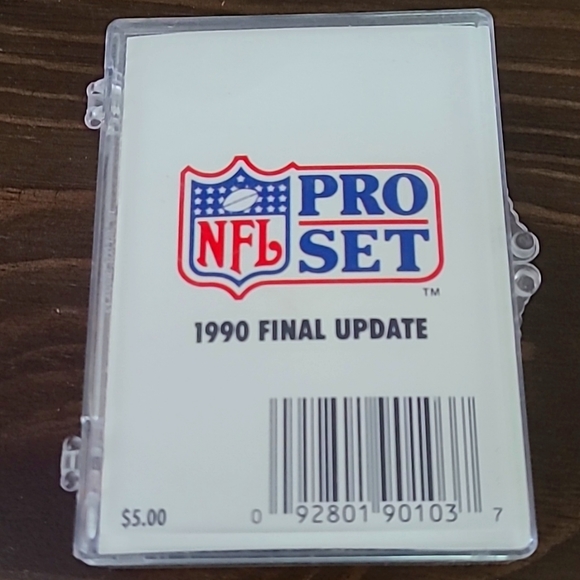 NFL
PRO
SET
TM
1990 FINAL UPDATE
$5.00
0 92801 90103 7